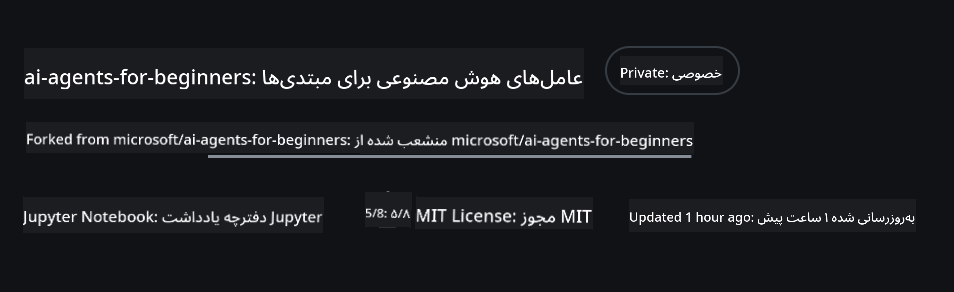 ai-agents-for-beginners: عامل‌های هوش مصنوعی برای مبتدی‌ها
Private: خصوصی
Forked from microsoft/ai-agents-for-beginners: منشعب شده از microsoft/ai-agents-for-beginners
Jupyter Notebook: دفترچه یادداشت Jupyter
5/8: ۵/۸
MIT License: مجوز MIT
Updated 1 hour ago: به‌روزرسانی شده ۱ ساعت پیش